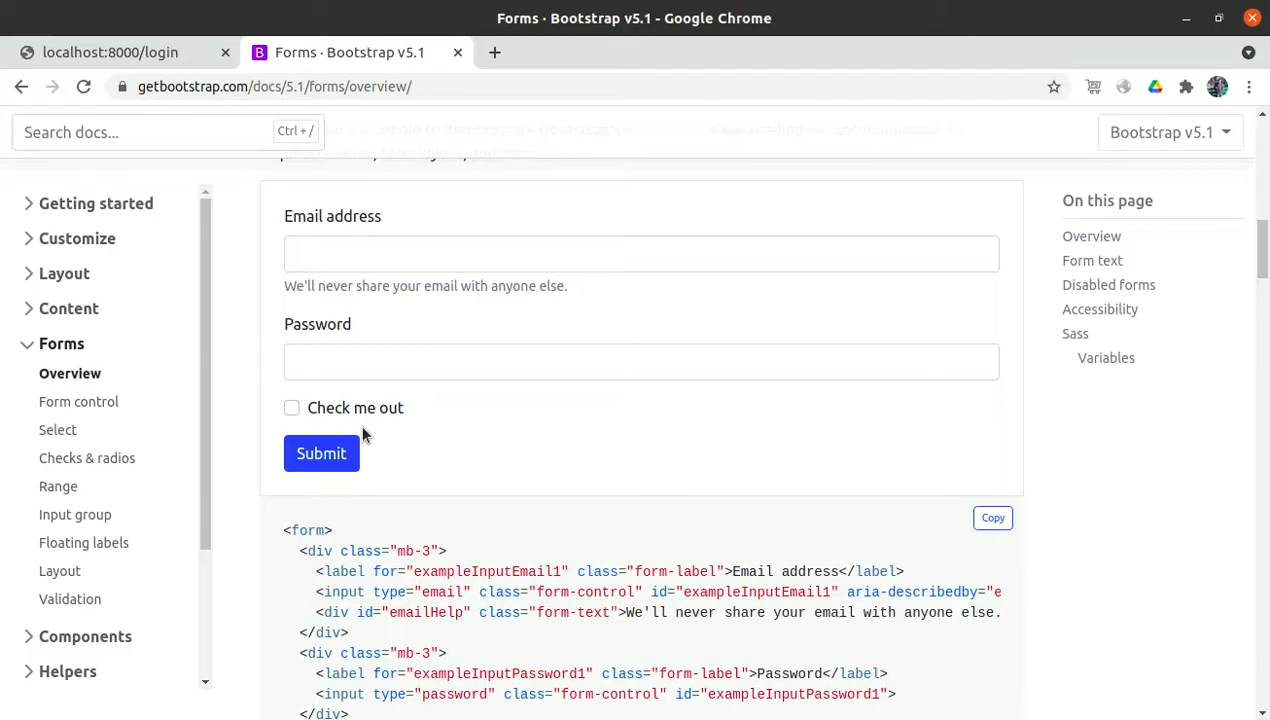 Forms · Bootstrap v5.1 - Google Chrome
localhost:8000/login
Forms · Bootstrap v5.1
getbootstrap.com/docs/5.1/forms/overview/
Search docs...
Ctrl + /
Bootstrap v5.1
Getting started
Customize
Layout
Content
Forms
Overview
Form control
Select
Checks & radios
Range
Input group
Floating labels
Layout
Validation
Components
Helpers
Email address
We'll never share your email with anyone else.
Password
Check me out
Submit
Copy
<form>
<div class="mb-3">
<label for="exampleInputEmail1" class="form-label">Email address</label>
<input type="email" class="form-control" id="exampleInputEmail1" aria-describedby="e
<div id="emailHelp" class="form-text">We'll never share your email with anyone else.
</div>
<div class="mb-3">
<label for="exampleInputPassword1" class="form-label">Password</label>
<input type="password" class="form-control" id="exampleInputPassword1">
</div>
On this page
Overview
Form text
Disabled forms
Accessibility
Sass
Variables